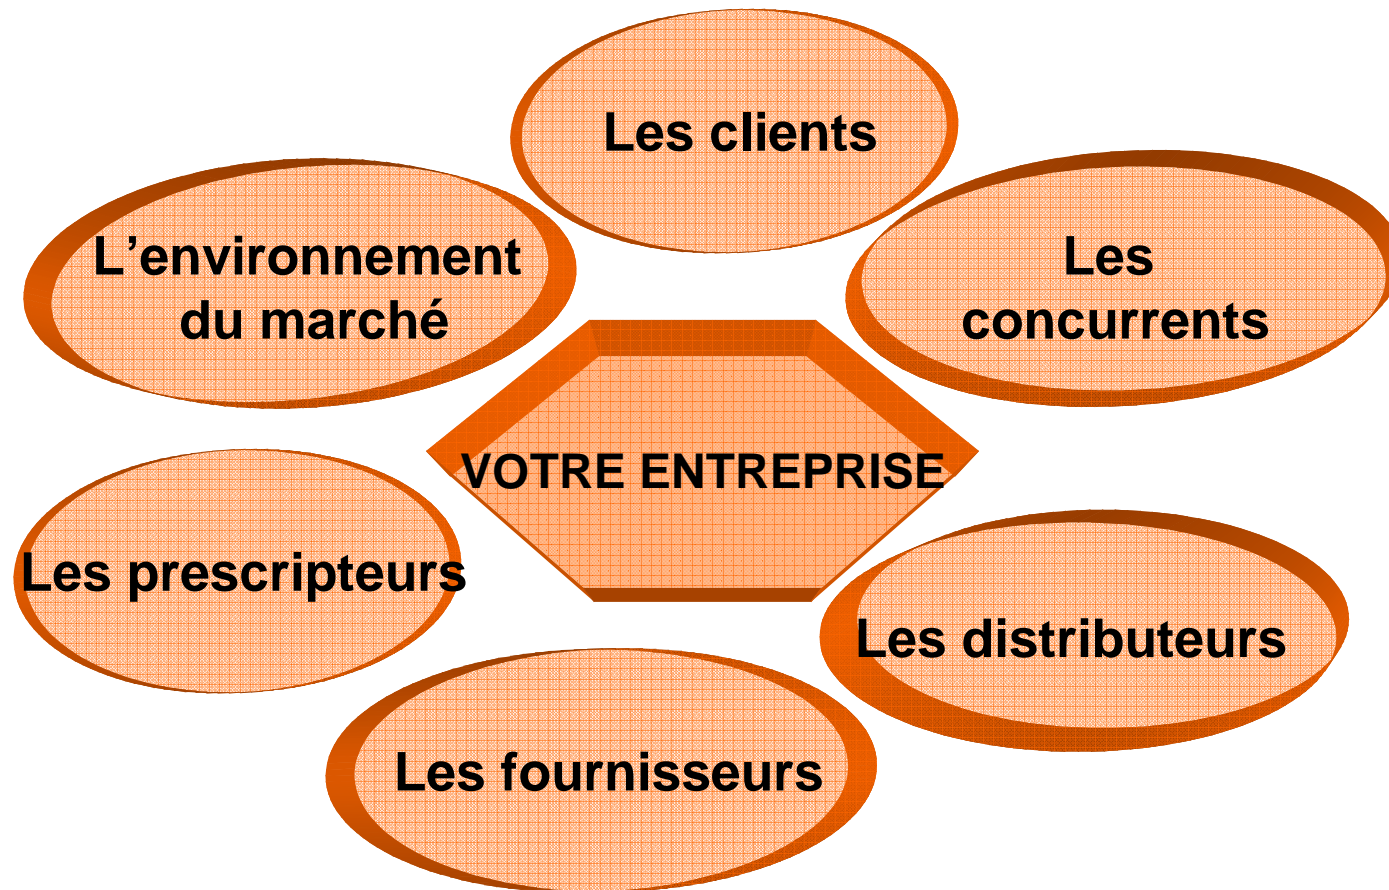 Les clients
L’environnement
du marché
Les
concurrents
VOTRE ENTREPRISE
Les prescripteurs
Les distributeurs
Les fournisseurs